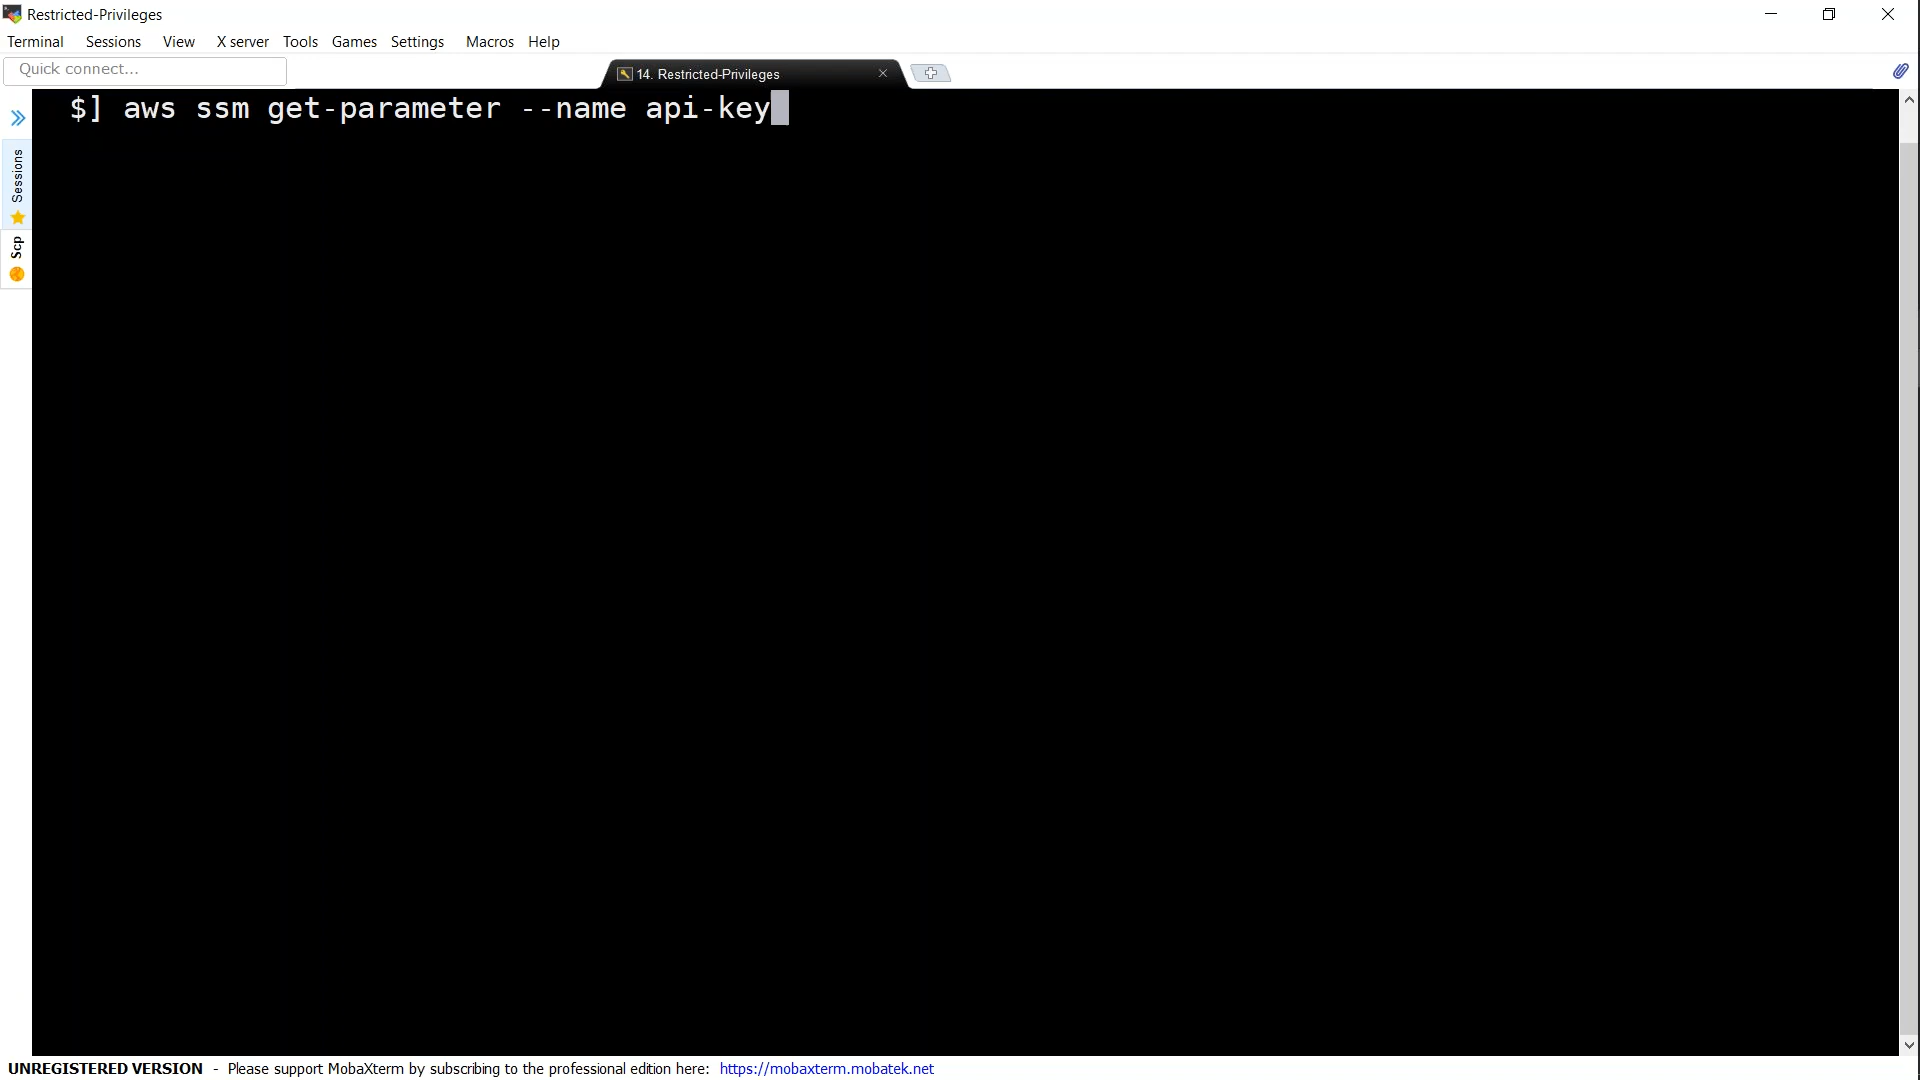 Restricted-Privileges
Terminal Sessions View X server Tools Games Settings Macros Help
Quick connect...
14. Restricted-Privileges
$] aws ssm get-parameter --name api-key
Sessions
Scp
UNREGISTERED VERSION - Please support MobaXterm by subscribing to the professional edition here: https://mobaxterm.mobatek.net